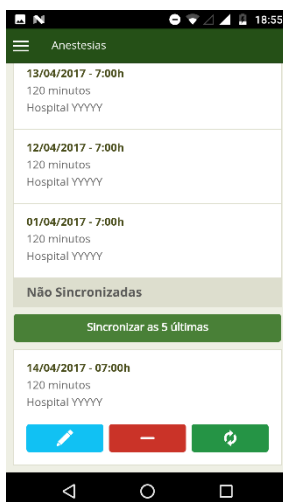 18:55
Anestesias
13/04/2017 - 7:00h
120 minutos
Hospital YYYYY
12/04/2017 - 7:00h
120 minutos
Hospital YYYYY
01/04/2017 - 7:00h
120 minutos
Hospital YYYYY
Não Sincronizadas
Sincronizar as 5 últimas
14/04/2017 - 07:00h
120 minutos
Hospital YYYYY